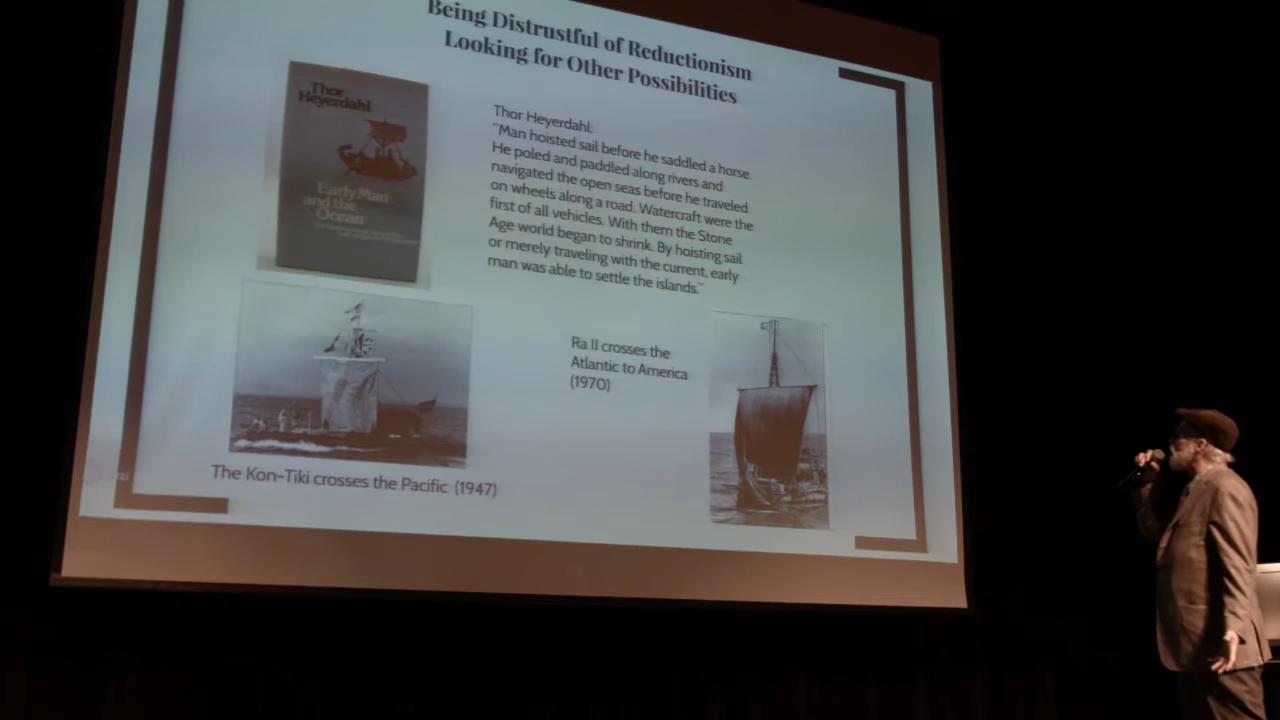 Being Distrustful of Reductionism
Looking for Other Possibilities
Thor
Heyerdahl
Early Man
and the
Ocean
Thor Heyerdahl:
“Man hoisted sail before he saddled a horse.
He poled and paddled along rivers and
navigated the open seas before he traveled
on wheels along a road. Watercraft were the
first of all vehicles. With them the Stone
Age world began to shrink. By hoisting sail
or merely traveling with the current, early
man was able to settle the islands.”
Ra II crosses the
Atlantic to America
(1970)
The Kon-Tiki crosses the Pacific (1947)